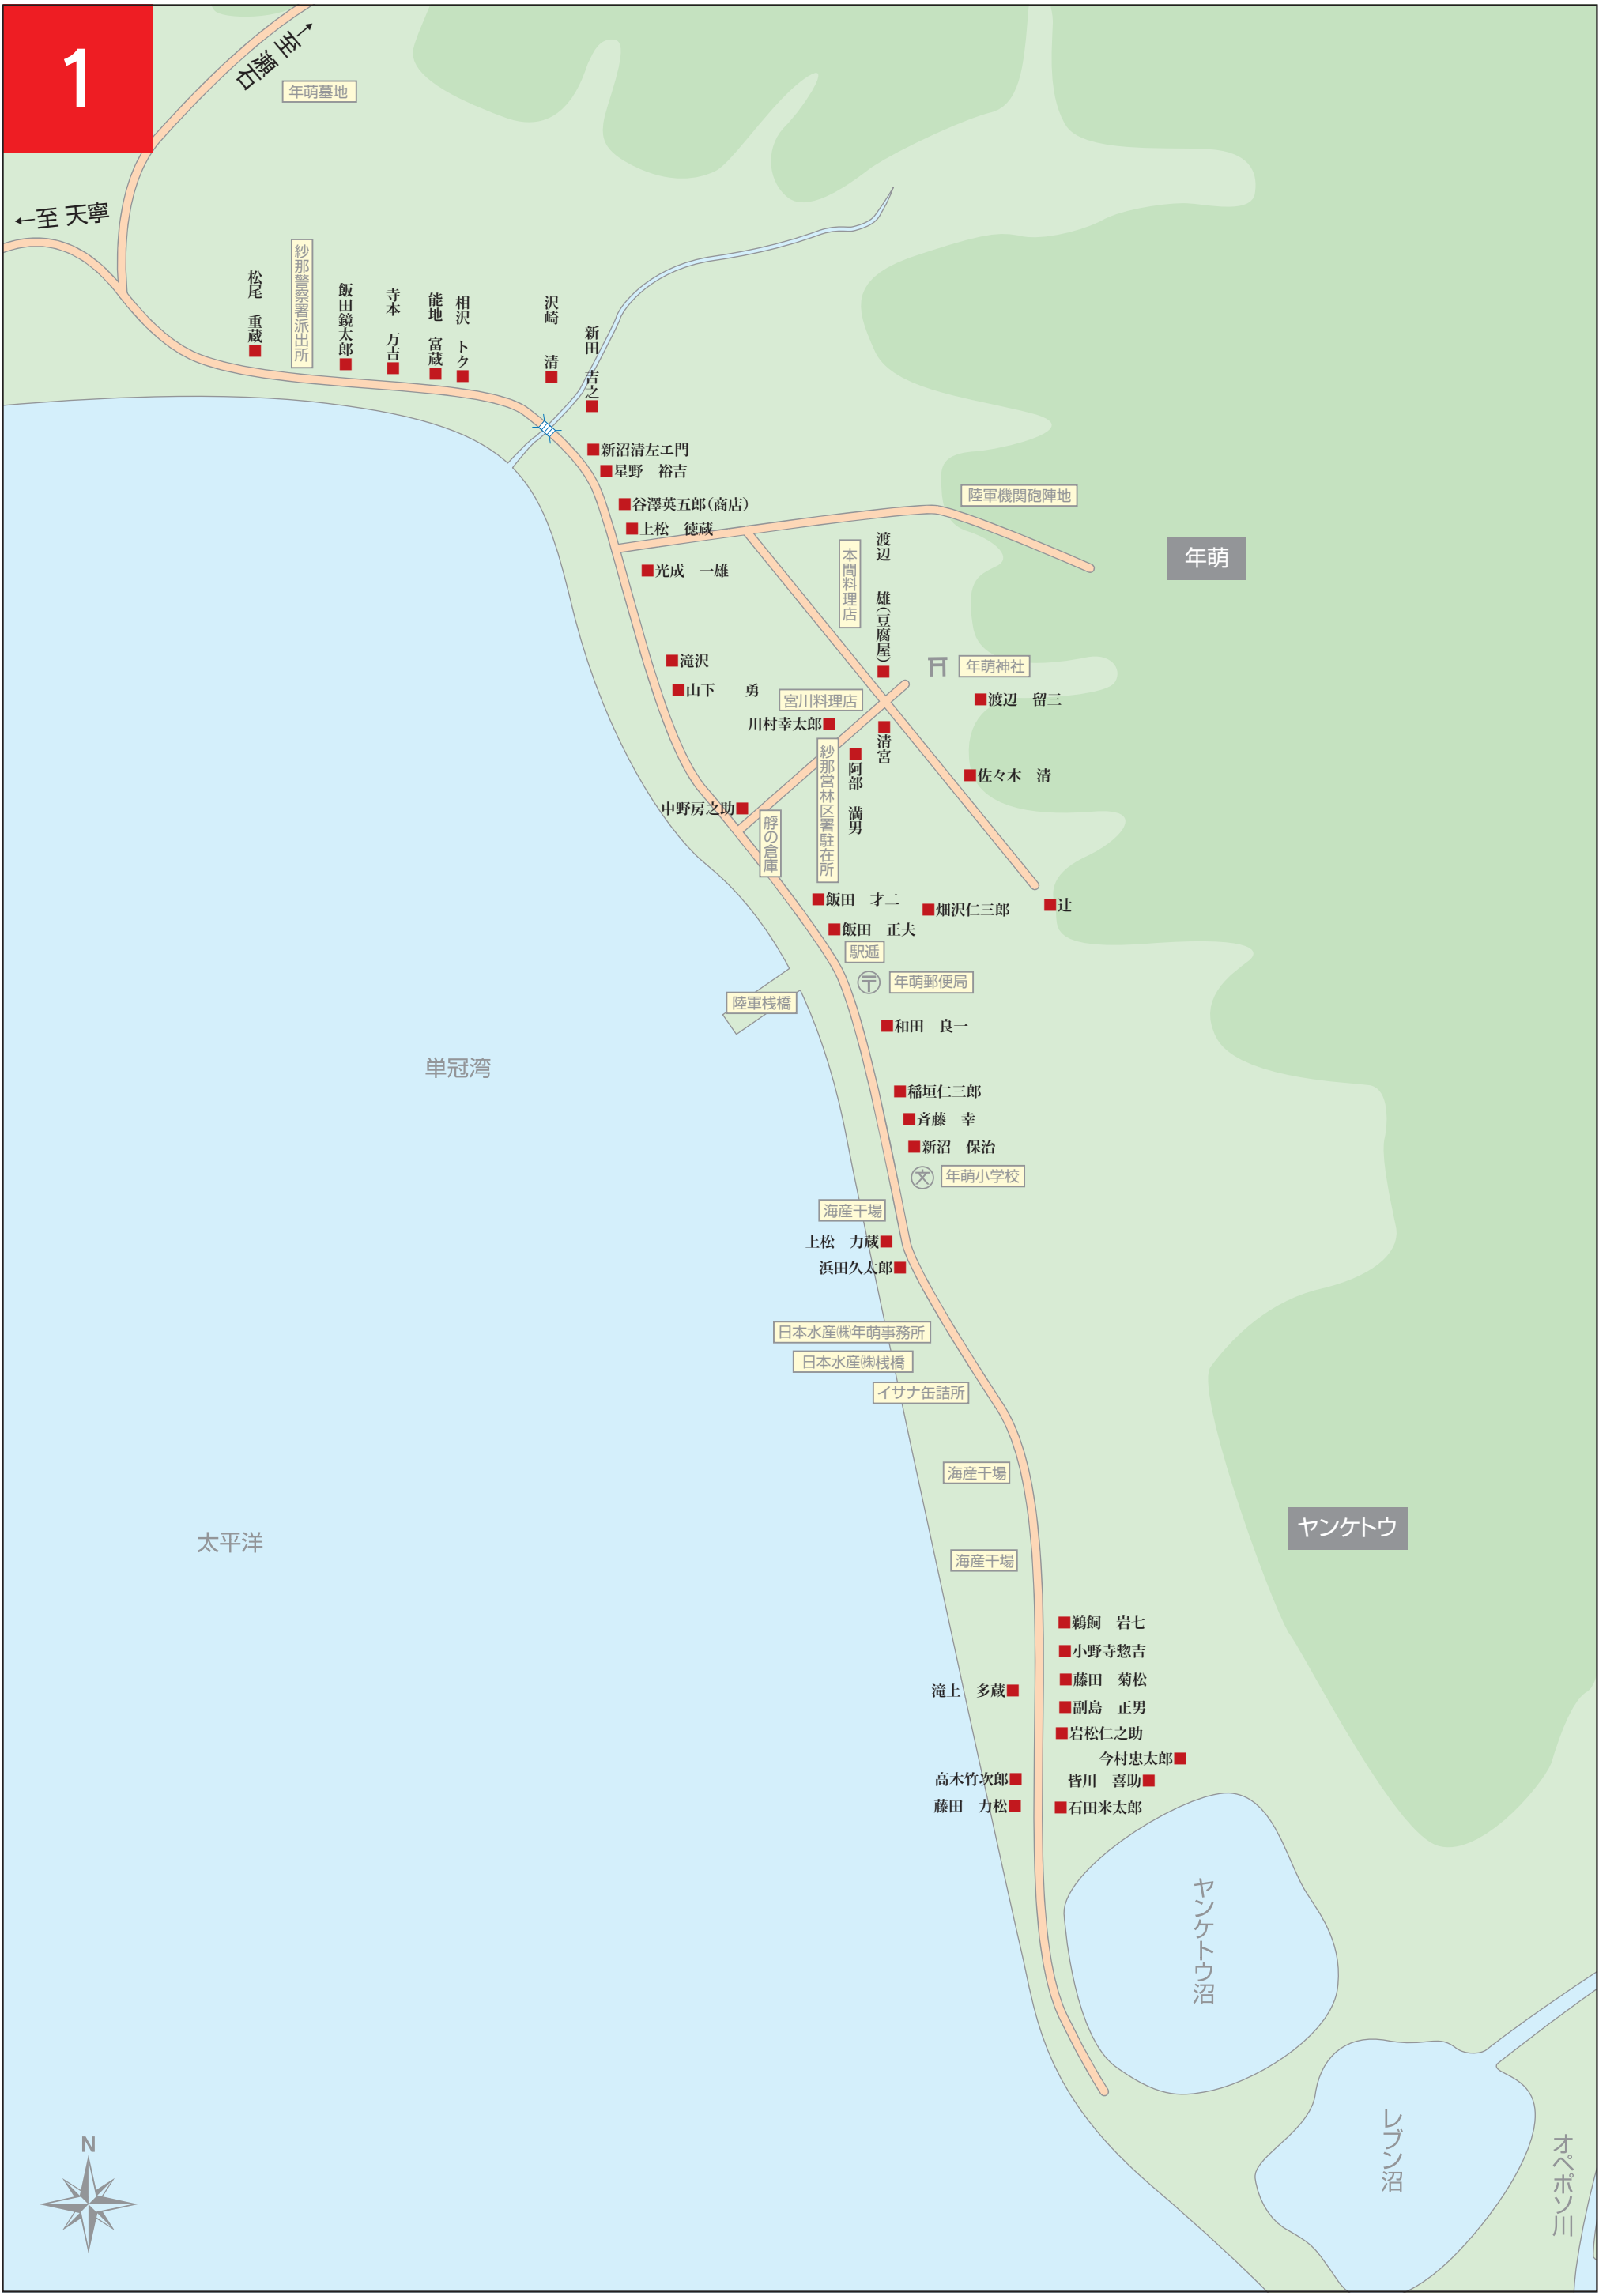 1
→至 瀬石
年萌墓地
←至 天寧
松尾　重蔵
紗那警察署派出所
飯田鏡太郎
寺本　万吉
能地　富蔵
相沢　トク
沢崎　清
新田　吉之
新沼清左エ門
星野　裕吉
谷澤英五郎(商店)
上松　徳蔵
陸軍機関砲陣地
年萌
光成　一雄
本間料理店
渡辺　雄(豆腐屋)
滝沢
山下　勇
年萌神社
宮川料理店
渡辺　留三
川村幸太郎
清宮
紗那営林区署駐在所
阿部　満男
佐々木　清
中野房之助
艀の倉庫
飯田　才二
畑沢仁三郎
辻
飯田　正夫
駅逓
〒
年萌郵便局
陸軍桟橋
和田　良一
単冠湾
稲垣仁三郎
斉藤　幸
新沼　保治
文
年萌小学校
海産干場
上松　力蔵
浜田久太郎
日本水産㈱年萌事務所
日本水産㈱桟橋
イサナ缶詰所
海産干場
ヤンケトウ
太平洋
海産干場
鵜飼　岩七
小野寺惣吉
藤田　菊松
滝上　多蔵
副島　正男
岩松仁之助
今村忠太郎
高木竹次郎
皆川　喜助
藤田　力松
石田米太郎
ヤンケトウ沼
レブン沼
オペポソ川
N